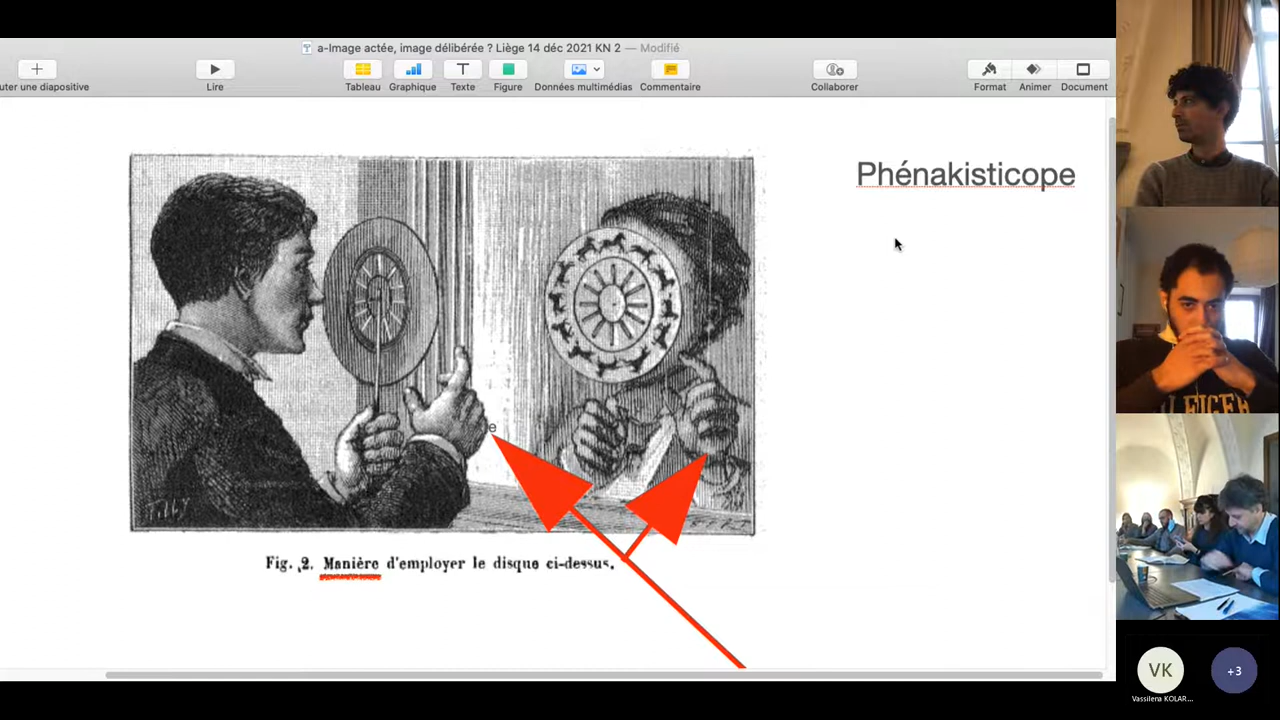 a-Image actée, image délibérée ? Liège 14 déc 2021 KN 2 — Modifié
uter une diapositive
Lire
Tableau
Graphique
Texte
Figure
Données multimédias
Commentaire
Collaborer
Format
Animer
Document
Phénakisticope
e
Fig. 2. Manière d'employer le disque ci-dessus.
VK
Vassilena KOLAR...
+3